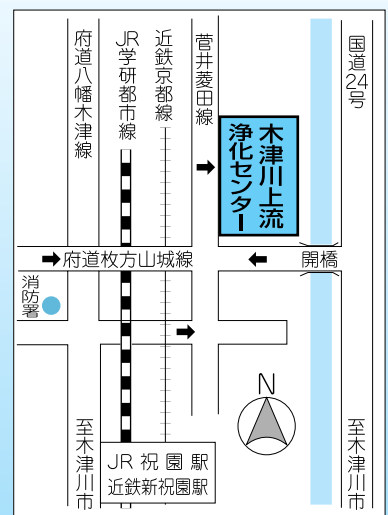 府道八幡木津線
JR学研都市線
近鉄京都線
菅井菱田線
国道24号
木津川上流
浄化センター
府道枚方山城線
開橋
消防署
N
至木津川市
至木津川市
JR祝園駅
近鉄新祝園駅